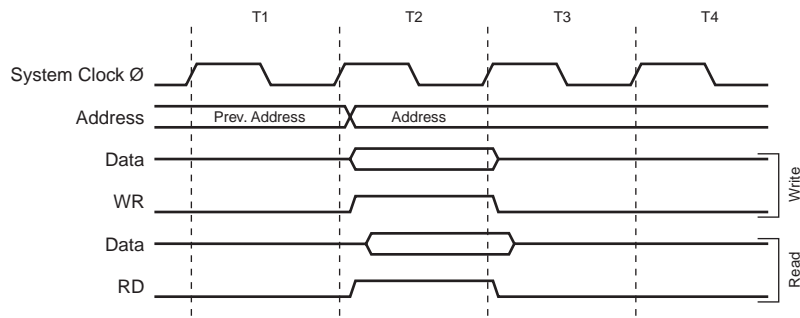 T1 T2 T3 T4
System Clock Ø
Address Prev. Address Address
Data
WR
Write
Data
RD
Read